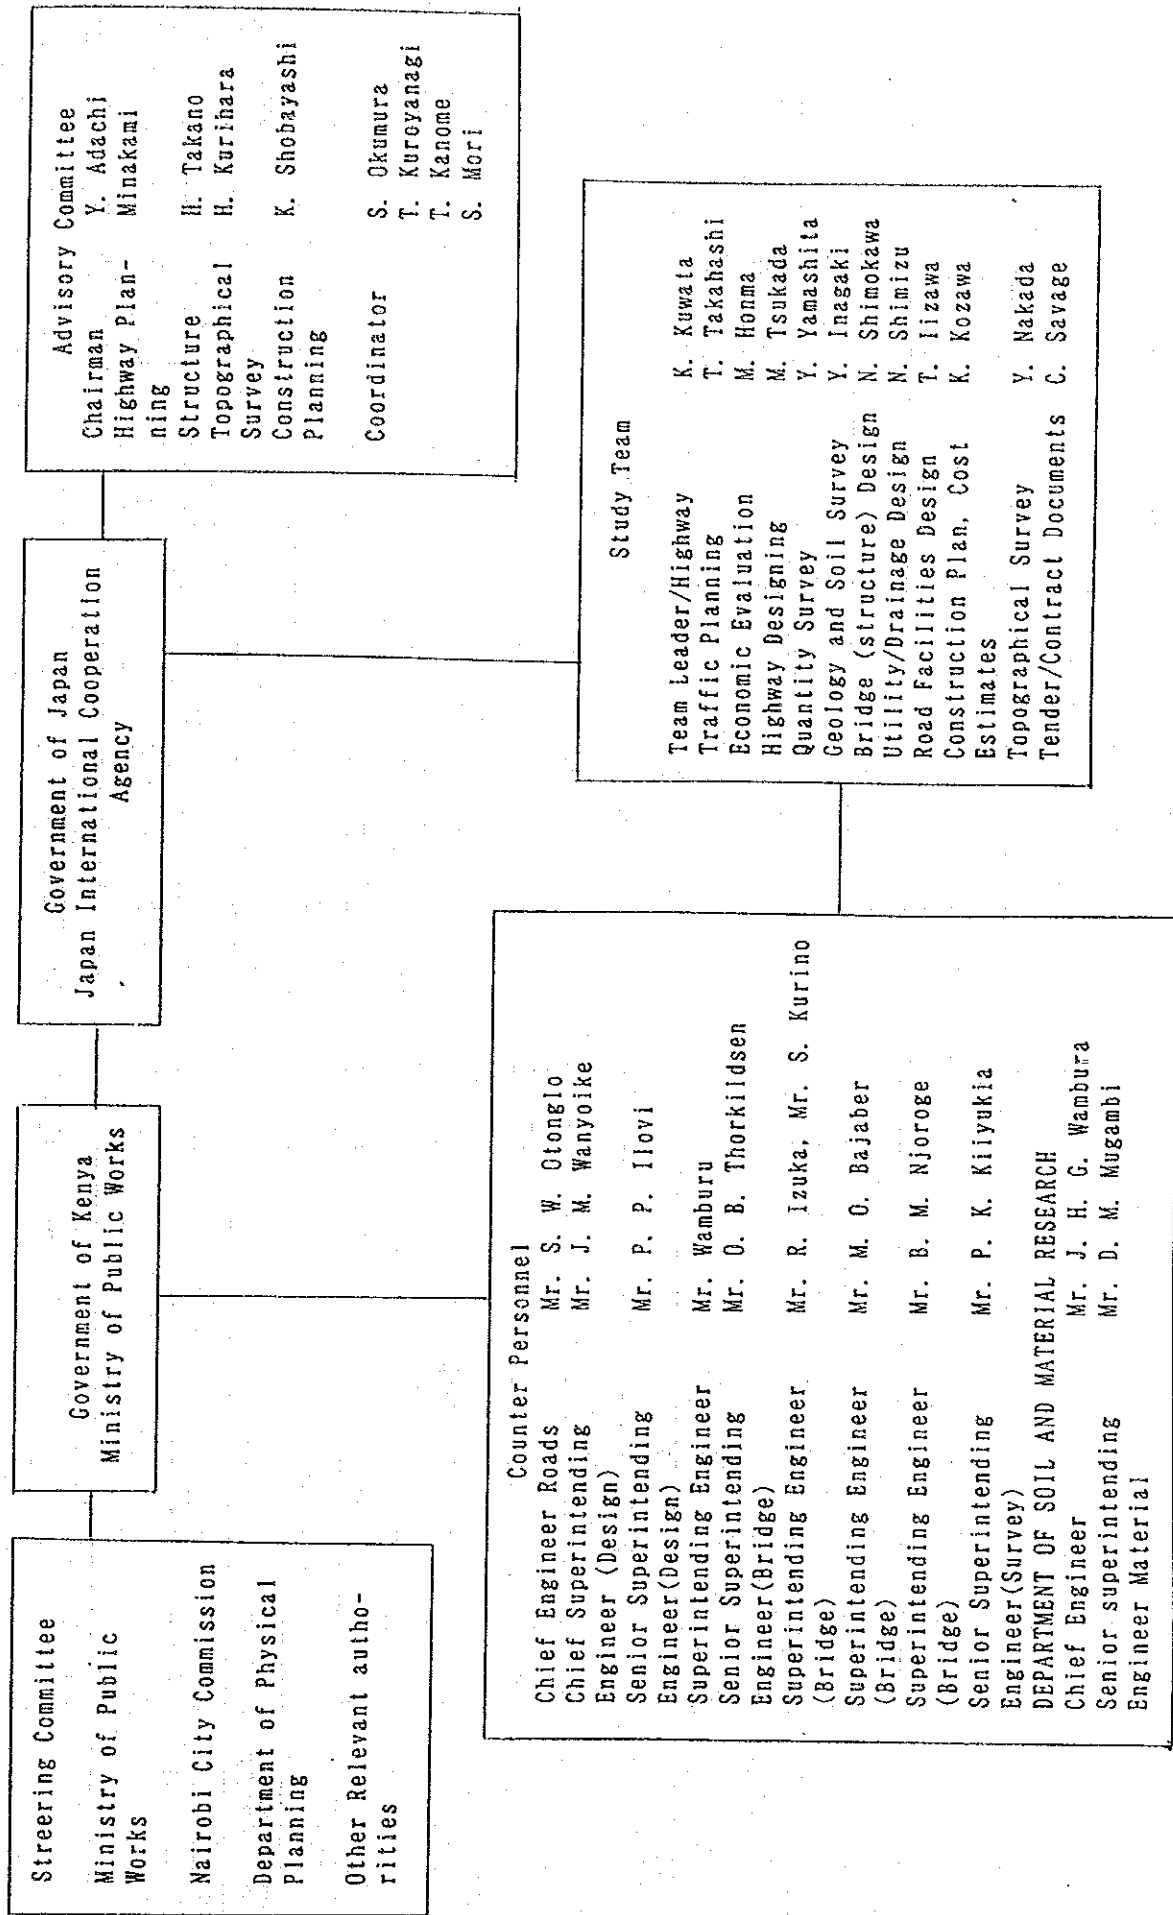 Streering Committee
Ministry of Public
Works
Nairobi City Commission
Department of Physical
Planning
Other Relevant autho-
rities
Government of Kenya
Ministry of Public Works
Government of Japan
Japan International Cooperation
Agency
Advisory Committee
Chairman Y. Adachi
Highway Plan- Minakami
ning
Structure H. Takano
Topographical H. Kurihara
Survey
Construction K. Shobayashi
Planning
Coordinator S. Okumura
T. Kuroyanagi
T. Kanome
S. Mori
Counter Personnel
Chief Engineer Roads Mr. S. W. Otonglo
Chief Superintending Mr. J. M. Wanyoike
Engineer (Design)
Senior Superintending Mr. P. P. Ilovi
Engineer(Design)
Superintending Engineer Mr. Wamburu
Senior Superintending Mr. O. B. Thorkildsen
Engineer(Bridge)
Superintending Engineer Mr. R. Izuka, Mr. S. Kurino
(Bridge)
Superintending Engineer Mr. M. O. Bajaber
(Bridge)
Superintending Engineer Mr. B. M. Njoroge
(Bridge)
Senior Superintending Mr. P. K. Kiiyukia
Engineer(Survey)
DEPARTMENT OF SOIL AND MATERIAL RESEARCH
Chief Engineer Mr. J. H. G. Wambura
Senior superintending Mr. D. M. Mugambi
Engineer Material
Study Team
Team Leader/Highway K. Kuwata
Traffic Planning T. Takahashi
Economic Evaluation M. Honma
Highway Designing M. Tsukada
Quantity Survey Y. Yamashita
Geology and Soil Survey Y. Inagaki
Bridge (structure) Design N. Shimokawa
Utility/Drainage Design N. Shimizu
Road Facilities Design T. Iizawa
Construction Plan, Cost K. Kozawa
Estimates
Topographical Survey Y. Nakada
Tender/Contract Documents C. Savage